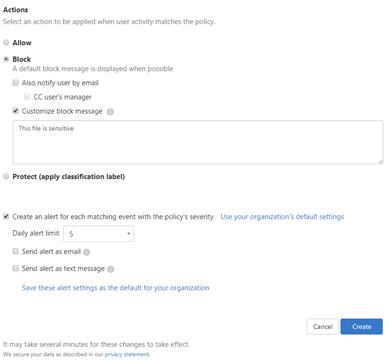 Actions
Select an action to be applied when user activity matches the policy.
Allow
Block
A default block message is displayed when possible
Also notify user by email
CC user's manager
Customize block message
This file is sensitive
Protect (apply classification label)
Create an alert for each matching event with the policy's severity Use your organization's default settings
Daily alert limit 5
Send alert as email
Send alert as text message
Save these alert settings as the default for your organization
Cancel Create
It may take several minutes for these changes to take effect.
We secure your data as described in our privacy statement.